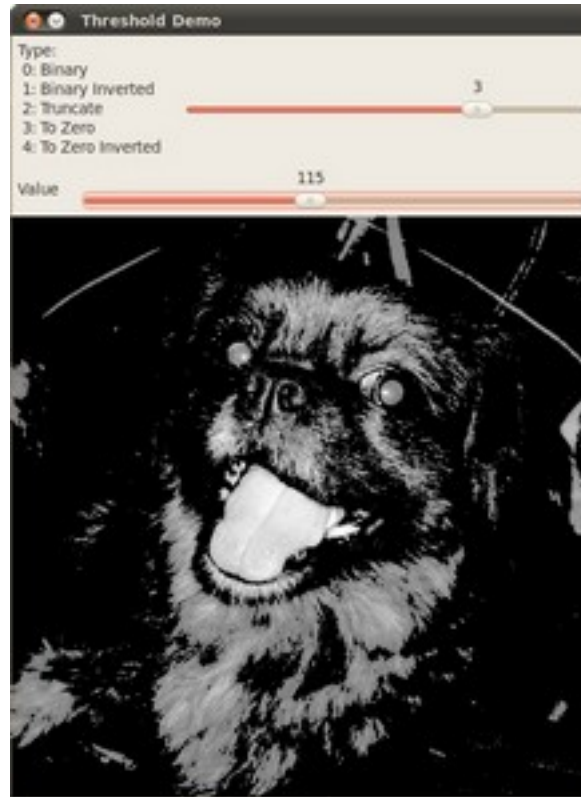 Threshold Demo
Type:
0: Binary
1: Binary Inverted
2: Truncate
3: To Zero
4: To Zero Inverted
3
115
Value